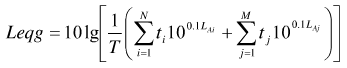 Leqg = 10lg[1/T(∑_{i=1}^{N} t_i 10^{0.1L_{Ai}} + ∑_{j=1}^{M} t_j 10^{0.1L_{Aj}})]